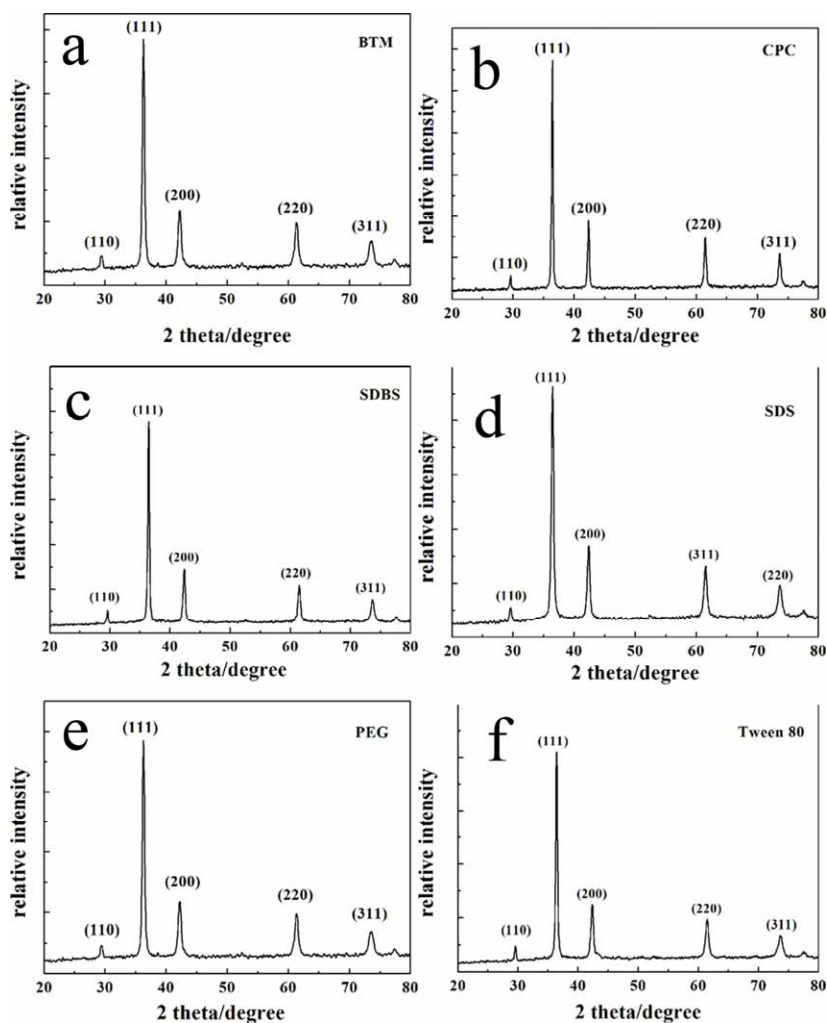 a
BTM
relative intensity
(110)
(111)
(200)
(220)
(311)
20 30 40 50 60 70 80
2 theta/degree
b
CPC
relative intensity
(110)
(111)
(200)
(220)
(311)
20 30 40 50 60 70 80
2 theta/degree
c
SDBS
relative intensity
(110)
(111)
(200)
(220)
(311)
20 30 40 50 60 70 80
2 theta/degree
d
SDS
relative intensity
(110)
(111)
(200)
(311)
(220)
20 30 40 50 60 70 80
2 theta/degree
e
PEG
relative intensity
(110)
(111)
(200)
(220)
(311)
20 30 40 50 60 70 80
2 theta/degree
f
Tween 80
relative intensity
(110)
(111)
(200)
(220)
(311)
20 30 40 50 60 70 80
2 theta/degree